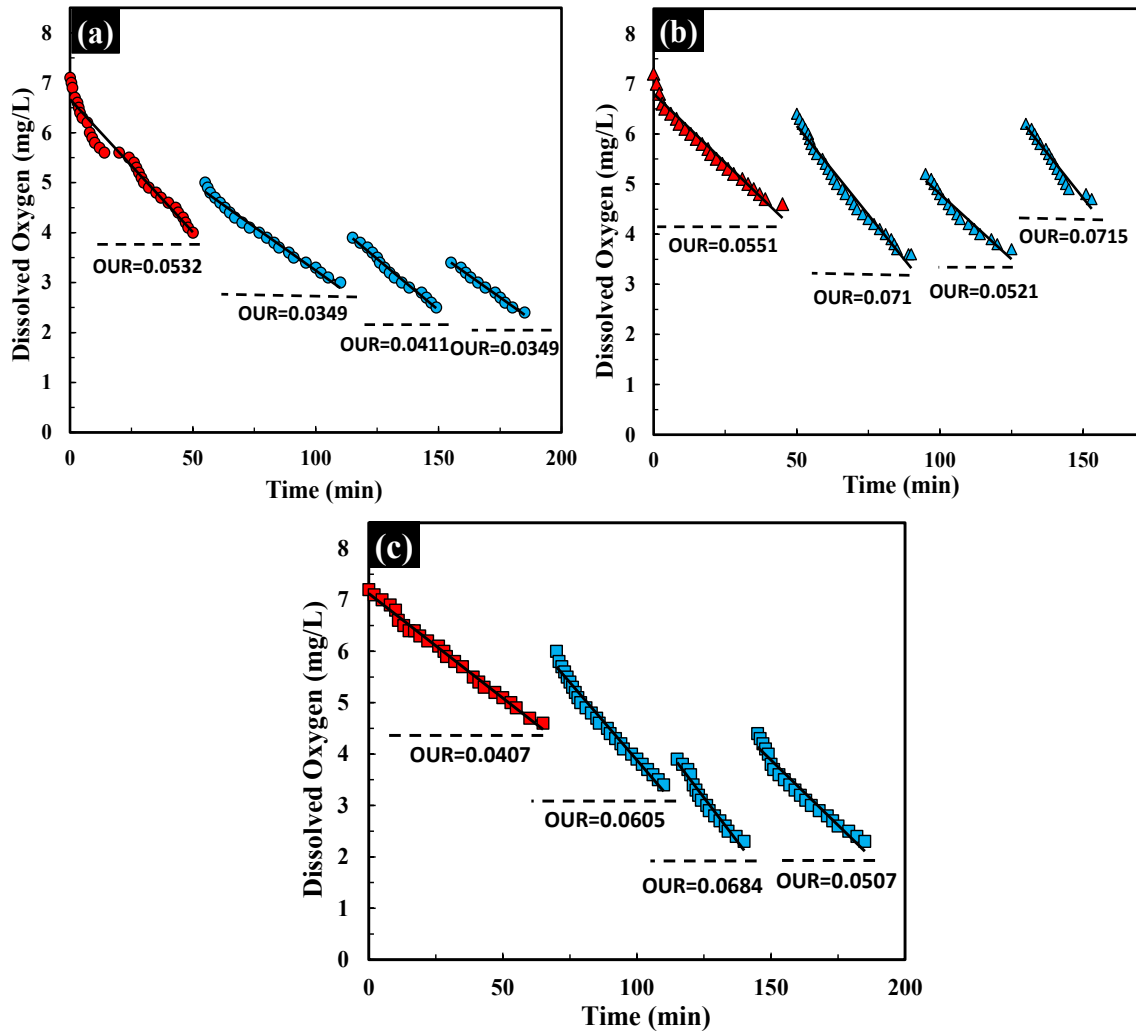 (a)
Dissolved Oxygen (mg/L)
8
7
6
5
4
3
2
1
0
OUR=0.0532
OUR=0.0349
OUR=0.0411
OUR=0.0349
0
50
100
150
200
Time (min)
(b)
Dissolved Oxygen (mg/L)
8
7
6
5
4
3
2
1
0
OUR=0.0551
OUR=0.071
OUR=0.0521
OUR=0.0715
0
50
100
150
Time (min)
(c)
Dissolved Oxygen (mg/L)
8
7
6
5
4
3
2
1
0
OUR=0.0407
OUR=0.0605
OUR=0.0684
OUR=0.0507
0
50
100
150
200
Time (min)